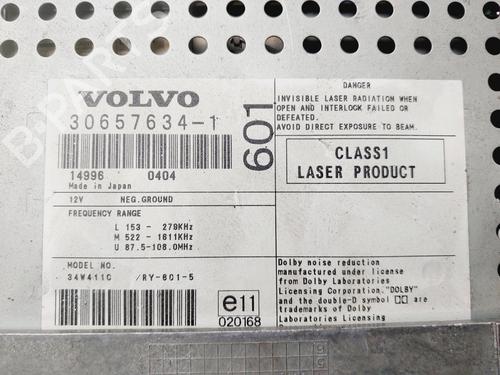 VOLVO
30657634-1
14996 0404
Made in Japan
12V NEG.GROUND
FREQUENCY RANGE
L 153 - 279KHz
M 522 - 1611KHz
U 87.5-108.0MHz
MODEL NO.
34W411C /RY-601-5
601
DANGER
INVISIBLE LASER RADIATION WHEN
OPEN AND INTERLOCK FAILED OR
DEFEATED.
AVOID DIRECT EXPOSURE TO BEAM.
CLASS1
LASER PRODUCT
e11
020168
Dolby noise reduction
manufactured under license
from Dolby Laboratories
Licensing Corporation."DOLBY"
and the double-D symbol
are trademarks of Dolby
Laboratories Licensing